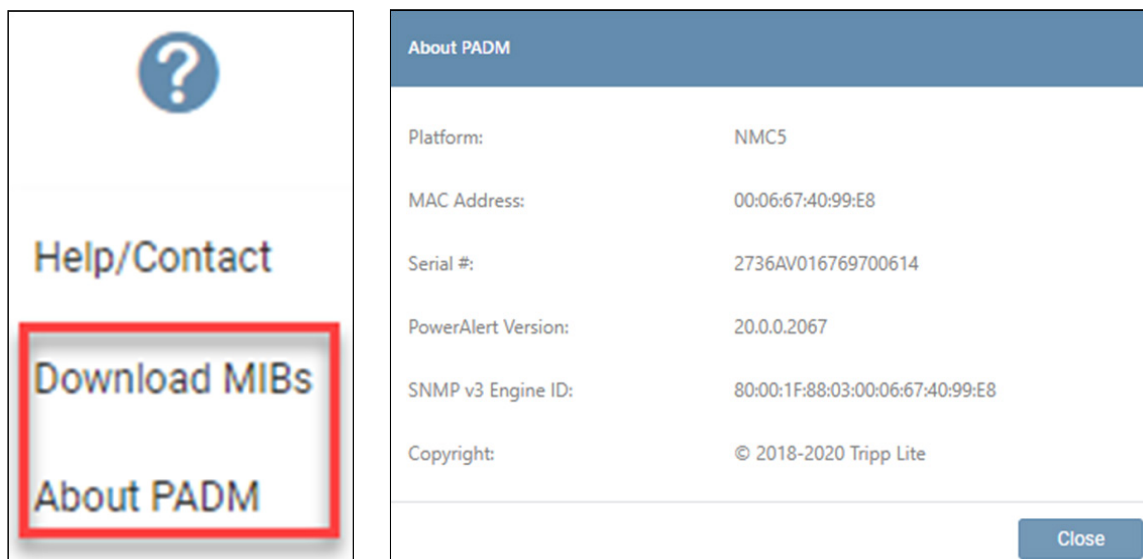 ?
Help/Contact
Download MIBs
About PADM
About PADM
Platform: NMC5
MAC Address: 00:06:67:40:99:E8
Serial #: 2736AV016769700614
PowerAlert Version: 20.0.0.2067
SNMP v3 Engine ID: 80:00:1F:88:03:00:06:67:40:99:E8
Copyright: © 2018-2020 Tripp Lite
Close